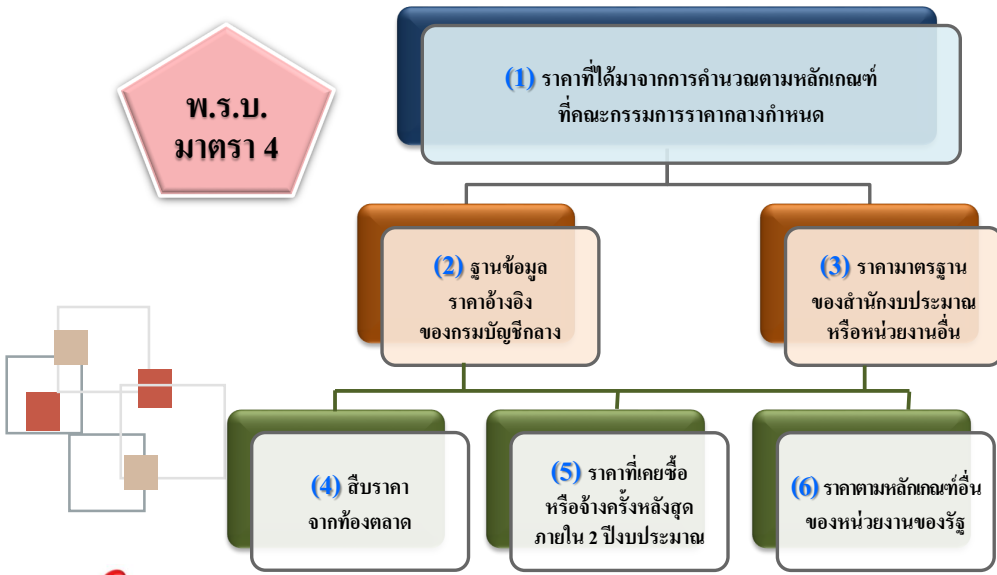 พ.ร.บ.
มาตรา 4
(1) ราคาที่ได้มาจากการคำนวณตามหลักเกณฑ์
ที่คณะกรรมการราคากลางกำหนด
(2) ฐานข้อมูล
ราคาอ้างอิง
ของกรมบัญชีกลาง
(3) ราคามาตรฐาน
ของสำนักงบประมาณ
หรือหน่วยงานอื่น
(4) สืบราคา
จากท้องตลาด
(5) ราคาที่เคยซื้อ
หรือจ้างครั้งหลังสุด
ภายใน 2 ปีงบประมาณ
(6) ราคาตามหลักเกณฑ์อื่น
ของหน่วยงานของรัฐ